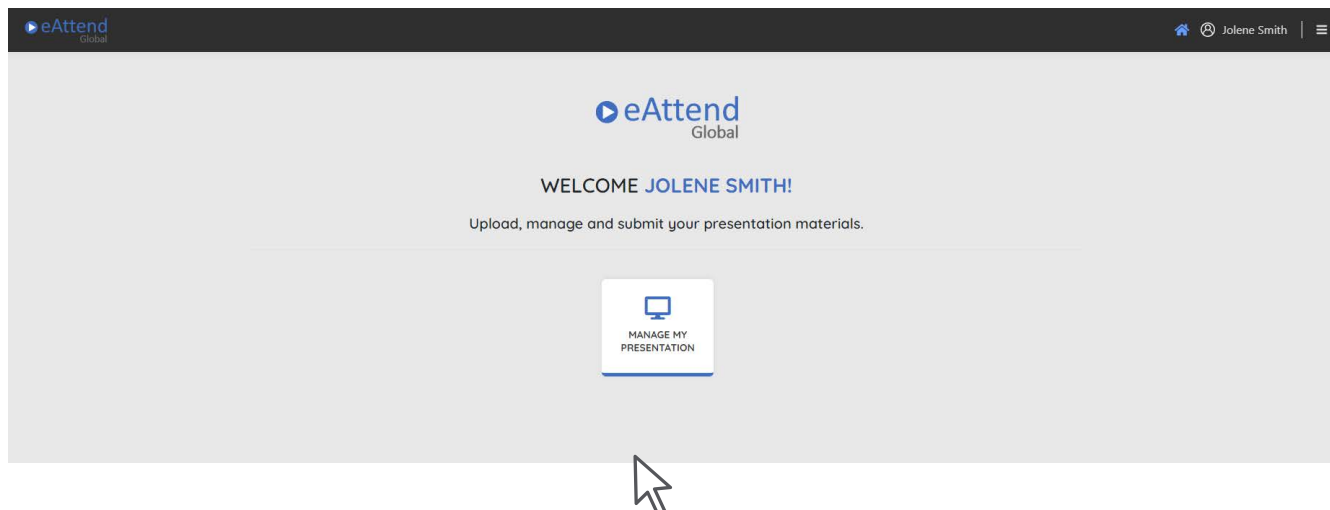 eAttend
Global
Jolene Smith
eAttend
Global
WELCOME JOLENE SMITH!
Upload, manage and submit your presentation materials.
MANAGE MY
PRESENTATION